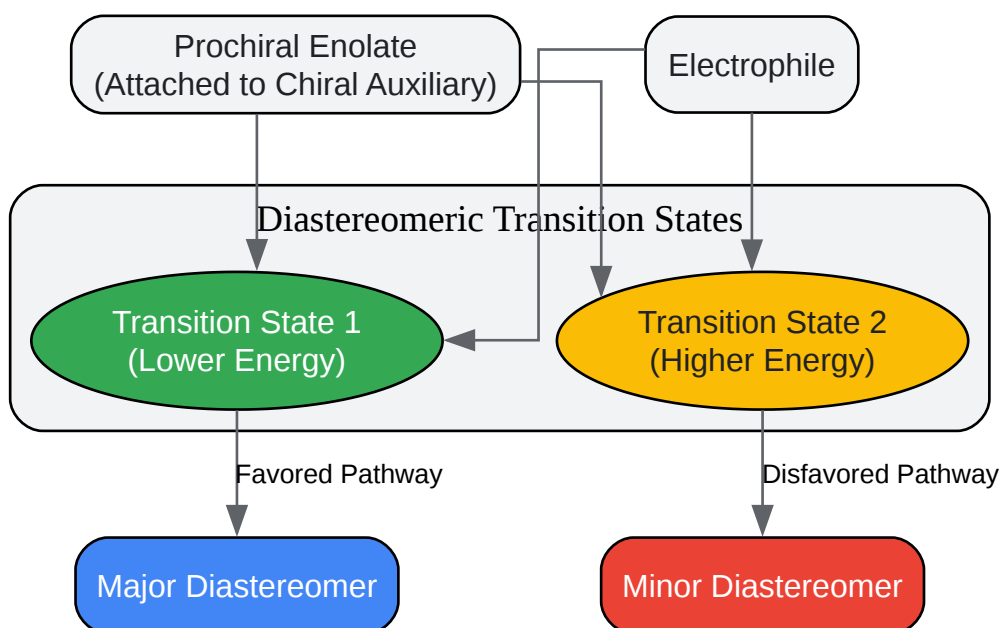 Prochiral Enolate
(Attached to Chiral Auxiliary)
Electrophile
Diastereomeric Transition States
Transition State 1
(Lower Energy)
Transition State 2
(Higher Energy)
Favored Pathway
Disfavored Pathway
Major Diastereomer
Minor Diastereomer